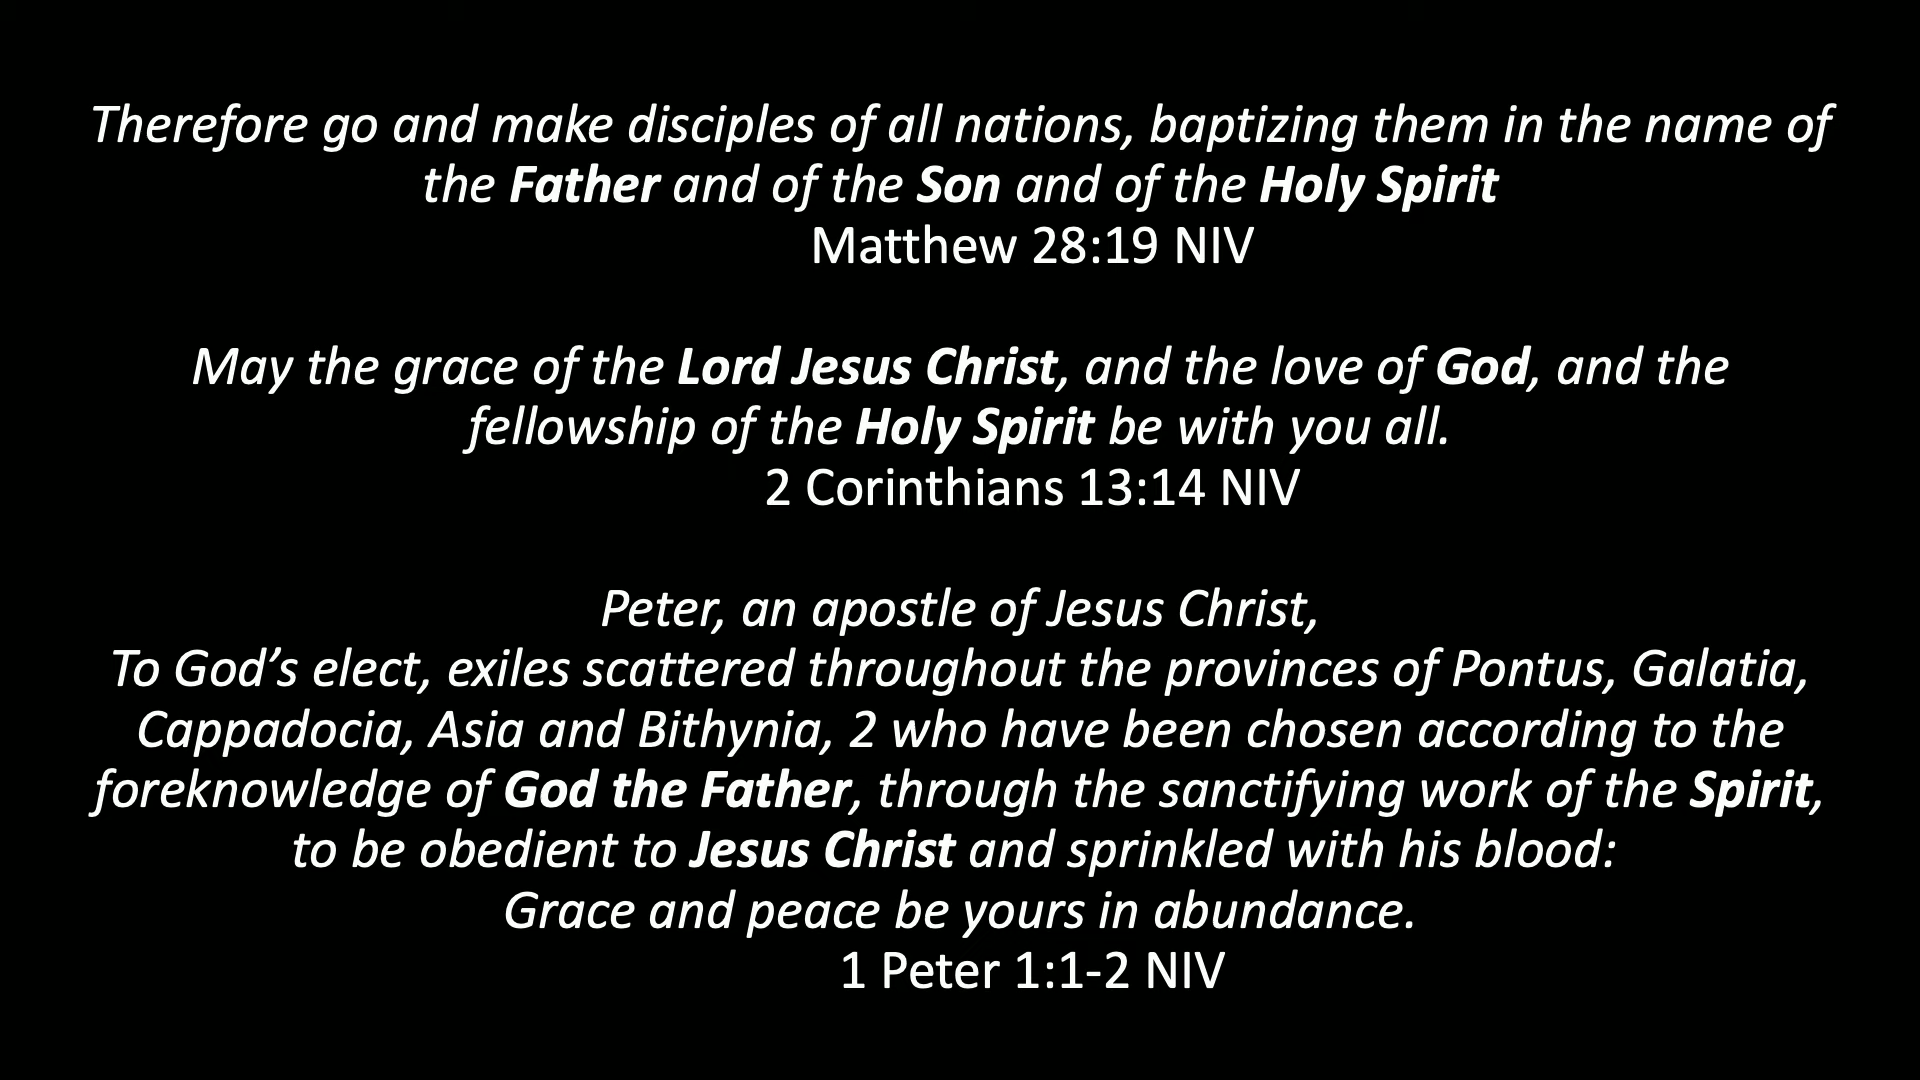 Therefore go and make disciples of all nations, baptizing them in the name of
the Father and of the Son and of the Holy Spirit
Matthew 28:19 NIV
May the grace of the Lord Jesus Christ, and the love of God, and the
fellowship of the Holy Spirit be with you all.
2 Corinthians 13:14 NIV
Peter, an apostle of Jesus Christ,
To God’s elect, exiles scattered throughout the provinces of Pontus, Galatia,
Cappadocia, Asia and Bithynia, 2 who have been chosen according to the
foreknowledge of God the Father, through the sanctifying work of the Spirit,
to be obedient to Jesus Christ and sprinkled with his blood:
Grace and peace be yours in abundance.
1 Peter 1:1-2 NIV